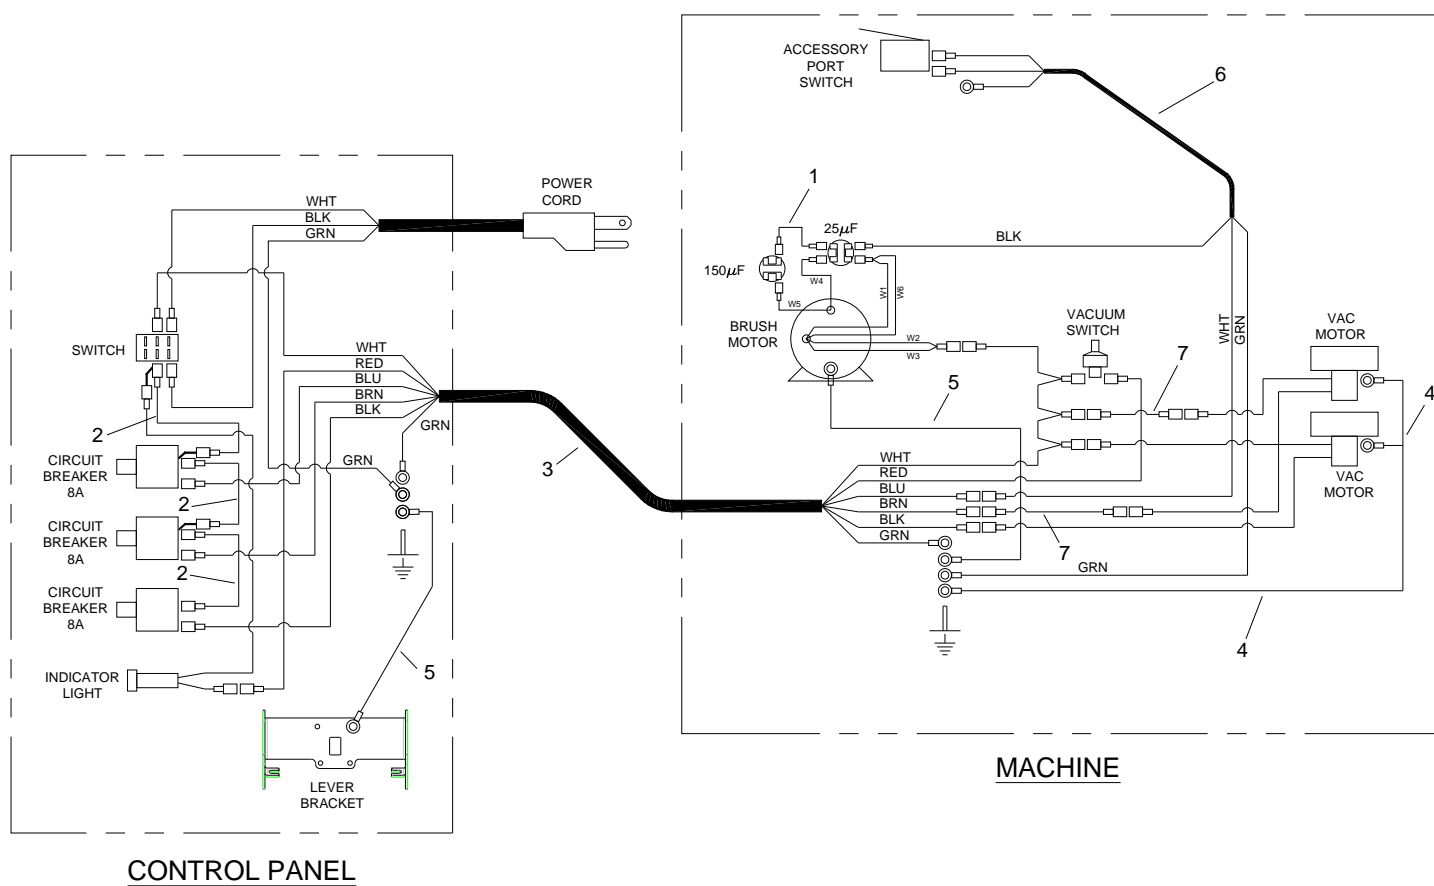 ACCESSORY
PORT
SWITCH
6
POWER
CORD
WHT
BLK
GRN
1
25µF
BLK
150µF
W4
W1
W6
W5
WHT
GRN
BRUSH
MOTOR
W2
W3
VACUUM
SWITCH
VAC
MOTOR
7
4
5
SWITCH
WHT
RED
BLU
BRN
BLK
GRN
2
CIRCUIT
BREAKER
8A
GRN
3
2
CIRCUIT
BREAKER
8A
2
CIRCUIT
BREAKER
8A
WHT
RED
BLU
BRN
BLK
GRN
VAC
MOTOR
7
GRN
4
INDICATOR
LIGHT
5
LEVER
BRACKET
MACHINE
CONTROL PANEL